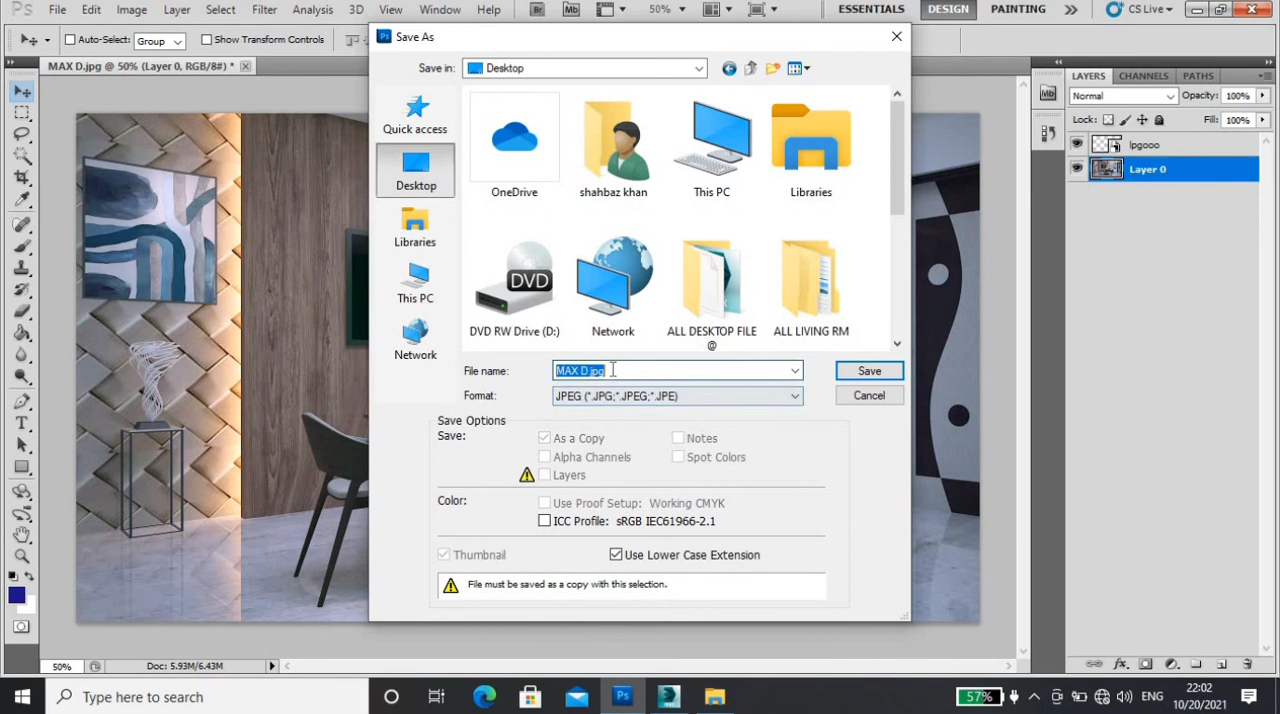 Ps File Edit Image Layer Select Filter Analysis 3D View Window Help Br Mb 50% ESSENTIALS DESIGN PAINTING CS Live
Auto-Select: Group Show Transform Controls
MAX D.jpg @ 50% (Layer 0, RGB/8#) *
Ps Save As
Save in: Desktop
Quick access
Desktop
Libraries
This PC
Network
OneDrive shahbaz khan This PC Libraries
DVD
DVD RW Drive (D:) Network ALL DESKTOP FILE @ ALL LIVING RM
File name: MAX D.jpg Save
Format: JPEG (*.JPG;*.JPEG;*.JPE) Cancel
Save Options
Save: As a Copy Notes
Alpha Channels Spot Colors
Layers
Color: Use Proof Setup: Working CMYK
ICC Profile: sRGB IEC61966-2.1
Thumbnail Use Lower Case Extension
File must be saved as a copy with this selection.
Mb
LAYERS CHANNELS PATHS
Normal Opacity: 100%
Lock: Fill: 100%
lpgooo
Layer 0
50% Doc: 5.93M/6.43M
Type here to search Ps 57% ENG 22:02
10/20/2021